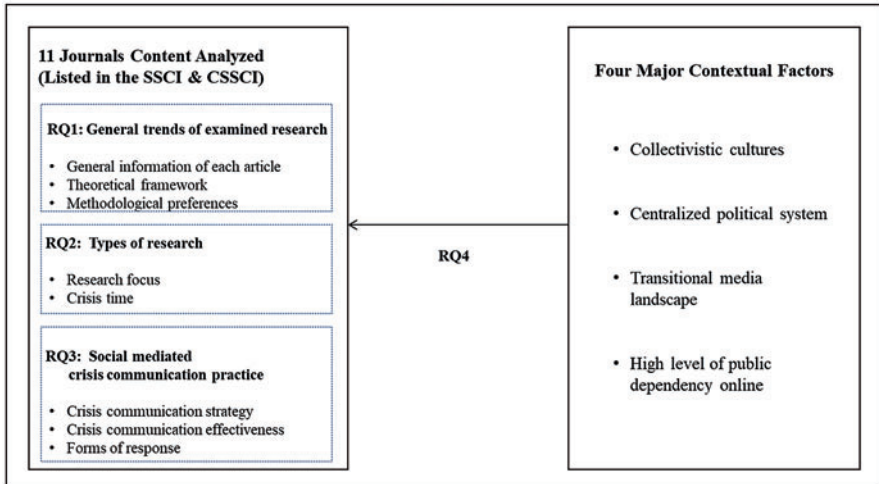 11 Journals Content Analyzed
(Listed in the SSCI & CSSCI)
RQ1: General trends of examined research
• General information of each article
• Theoretical framework
• Methodological preferences
RQ2: Types of research
• Research focus
• Crisis time
RQ3: Social mediated
crisis communication practice
• Crisis communication strategy
• Crisis communication effectiveness
• Forms of response
RQ4
Four Major Contextual Factors
• Collectivistic cultures
• Centralized political system
• Transitional media
landscape
• High level of public
dependency online